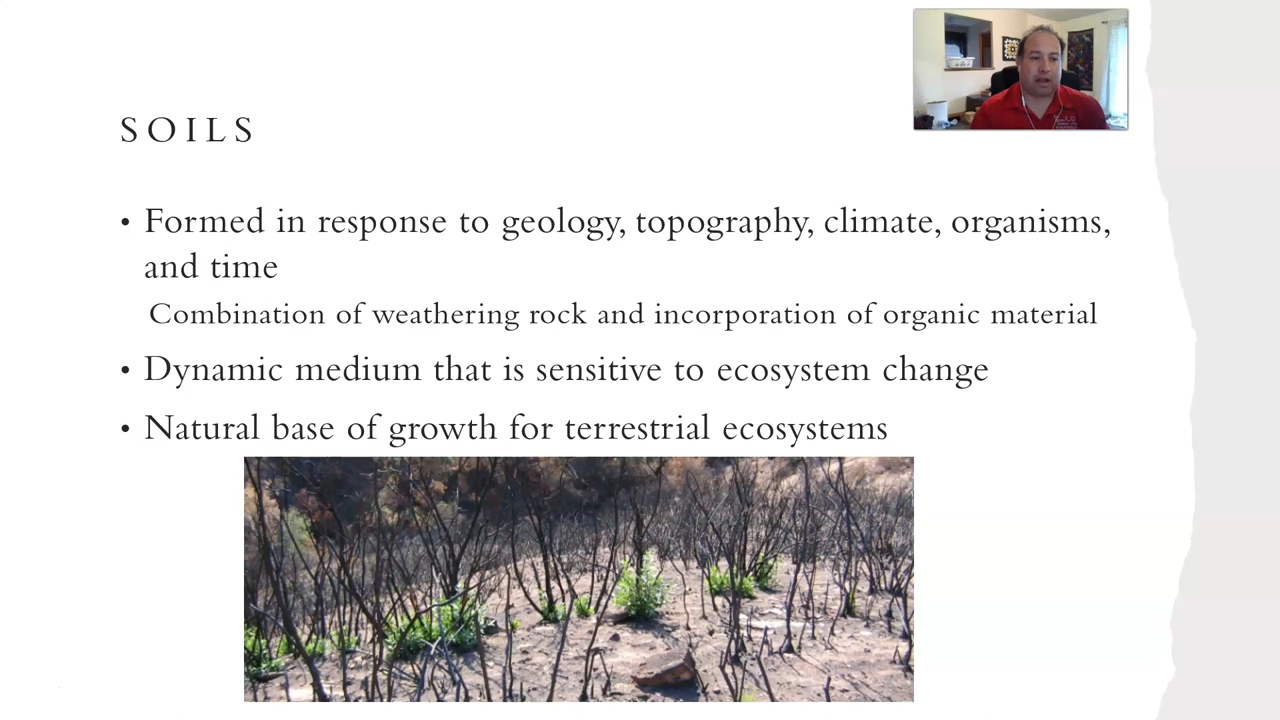 SOILS
• Formed in response to geology, topography, climate, organisms,
and time
Combination of weathering rock and incorporation of organic material
• Dynamic medium that is sensitive to ecosystem change
• Natural base of growth for terrestrial ecosystems